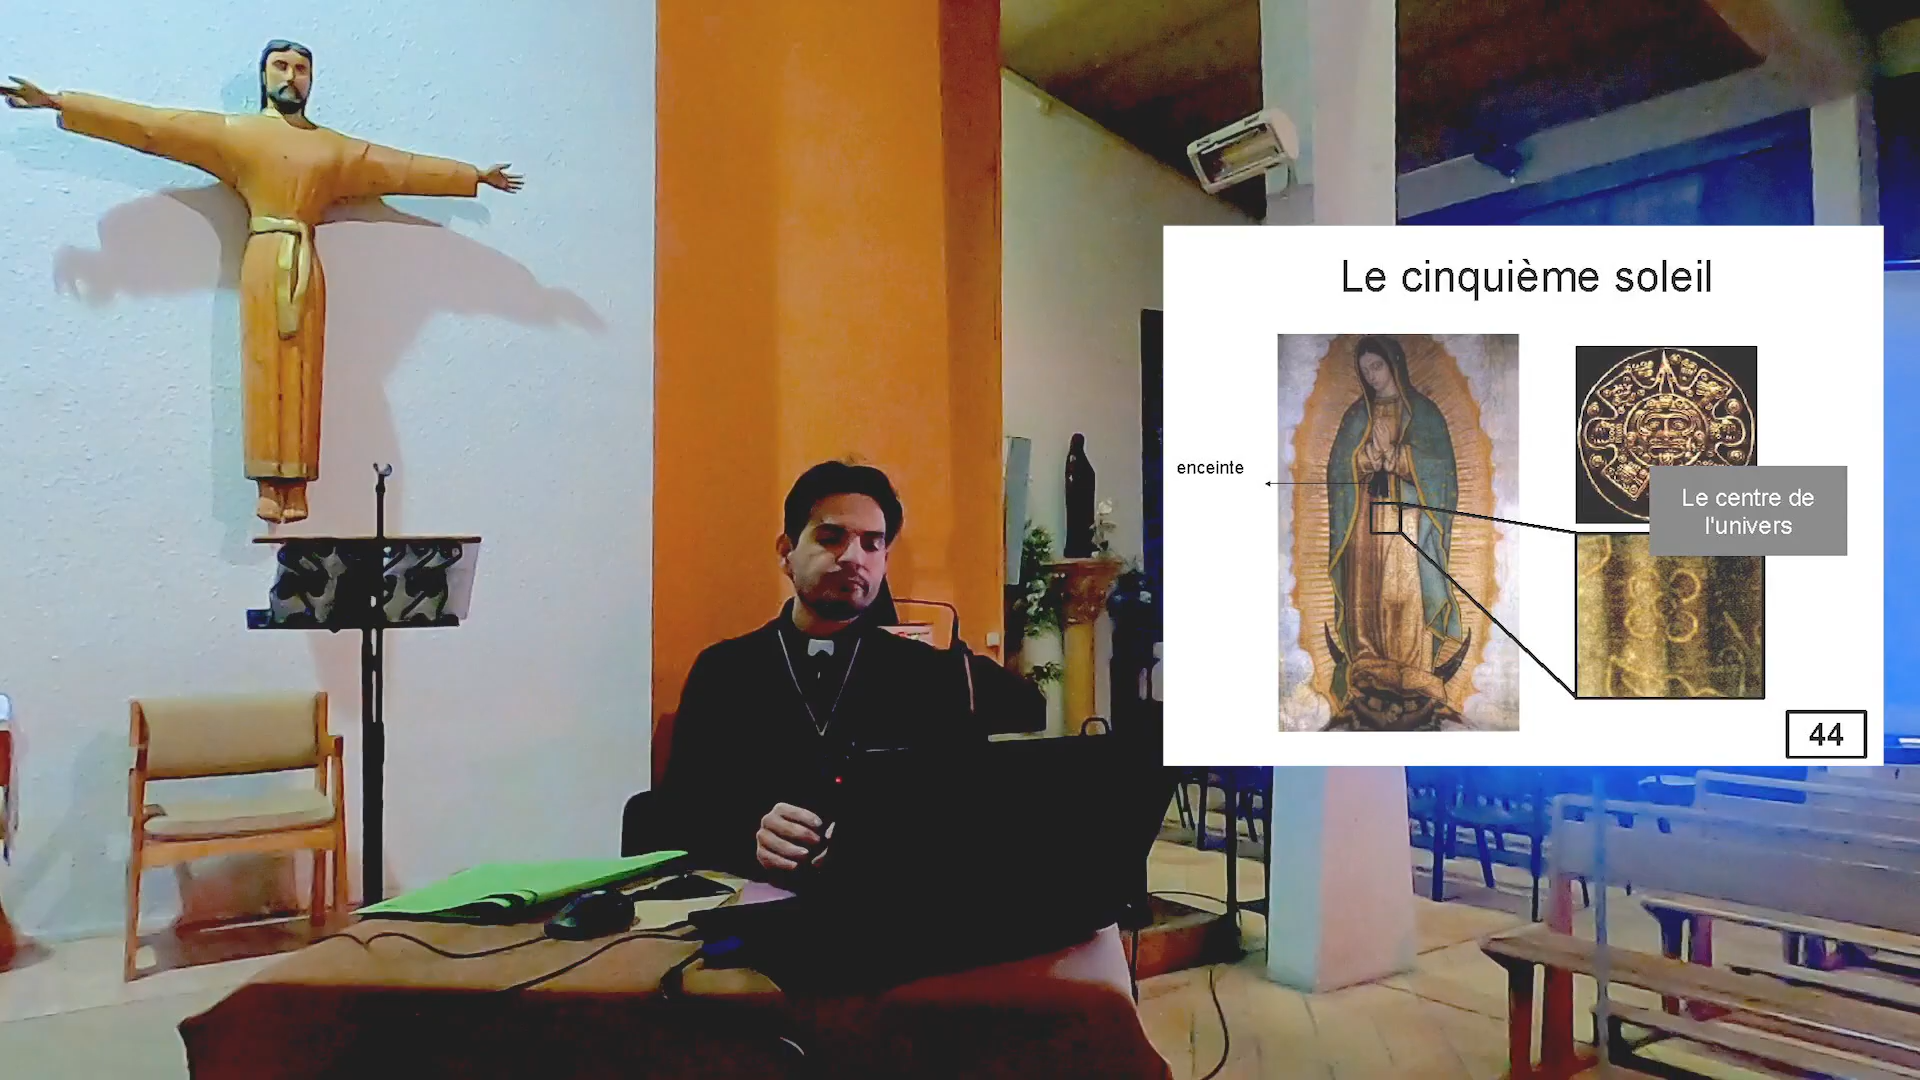 Le cinquième soleil
enceinte
Le centre de
l'univers
44